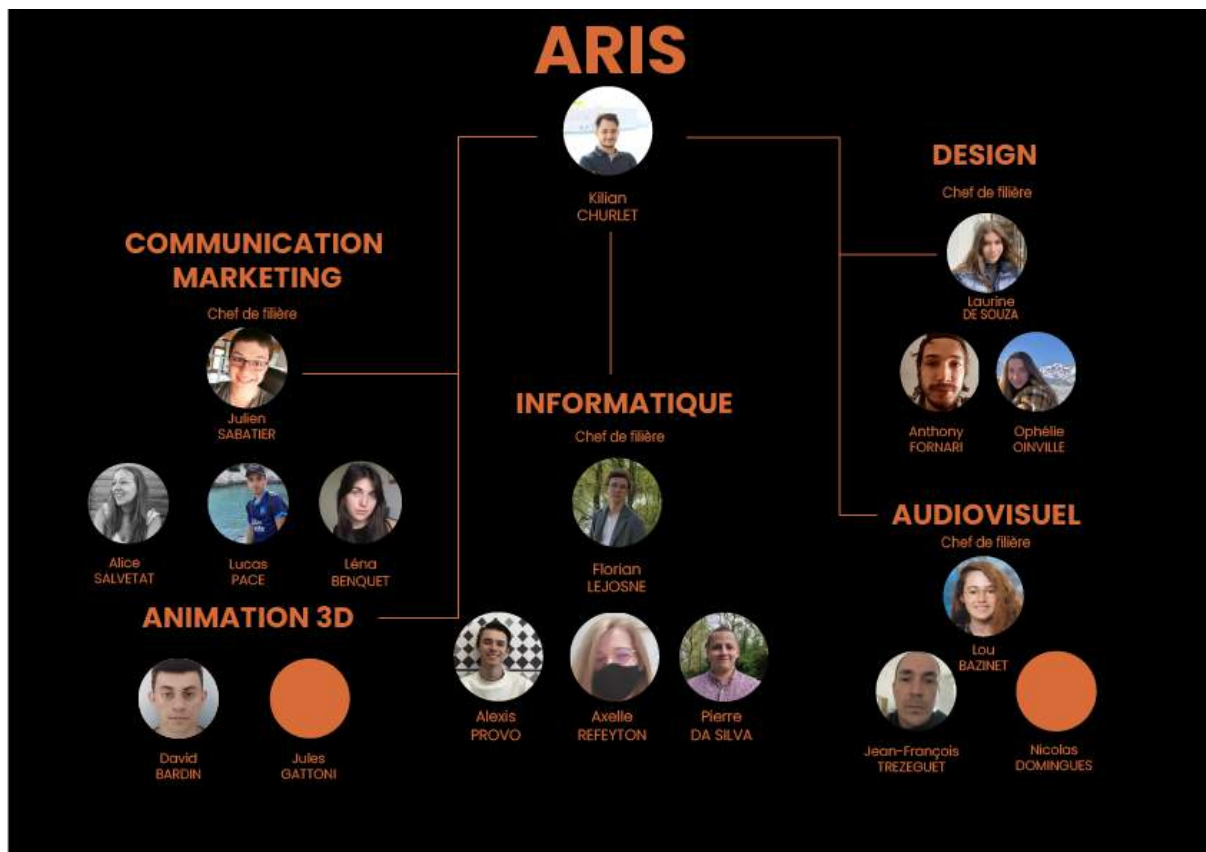 ARIS
Kilian
CHURLET
COMMUNICATION
MARKETING
Chef de filière
Julien
SABATIER
Alice
SALVETAT
Lucas
PACE
Léna
BENQUET
ANIMATION 3D
David
BARDIN
Jules
GATTONI
INFORMATIQUE
Chef de filière
Florian
LEJOSNE
Alexis
PROVO
Axelle
REFEYTON
Pierre
DA SILVA
DESIGN
Chef de filière
Laurine
DE SOUZA
Anthony
FORNARI
Ophélie
OINVILLE
AUDIOVISUEL
Chef de filière
Lou
BAZINET
Jean-François
TREZEGUET
Nicolas
DOMINGUES